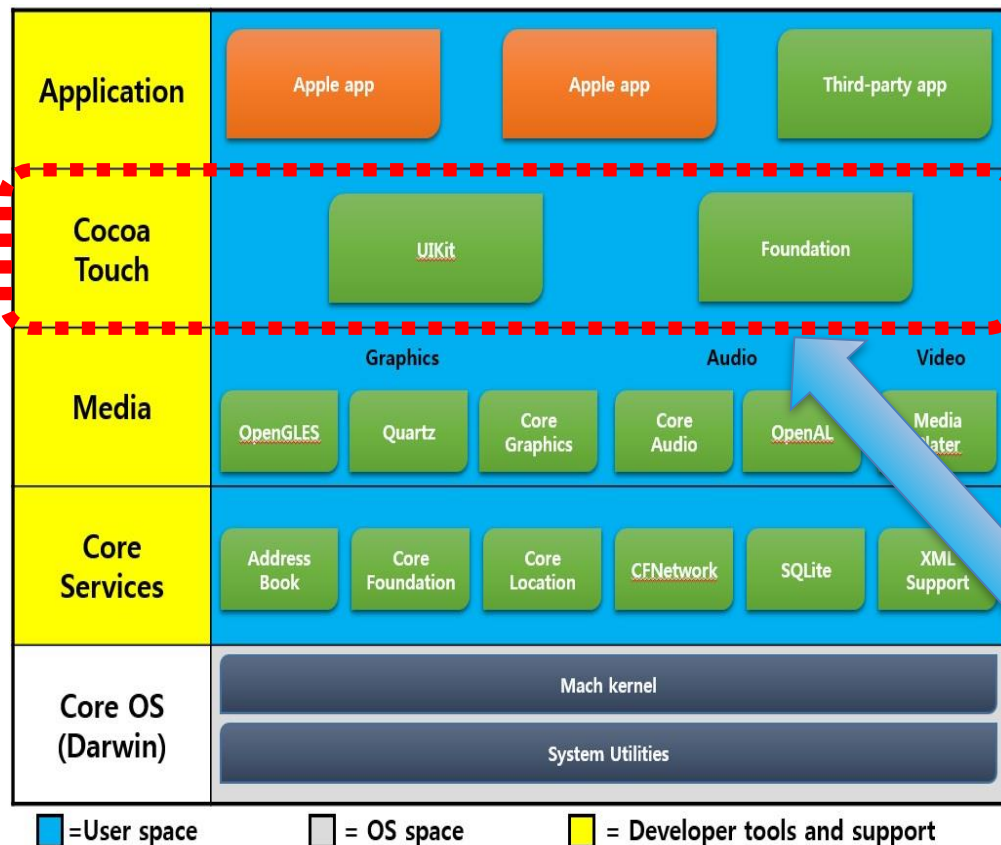 Application
Apple app
Apple app
Third-party app
Cocoa
Touch
UIKit
Foundation
Media
Graphics
Audio
Video
OpenGLES
Quartz
Core
Graphics
Core
Audio
OpenAL
Media
Core
Services
Address
Book
Core
Foundation
Core
Location
CFNetwork
SQLite
XML
Support
Core OS
(Darwin)
Mach kernel
System Utilities
=User space
= OS space
= Developer tools and support